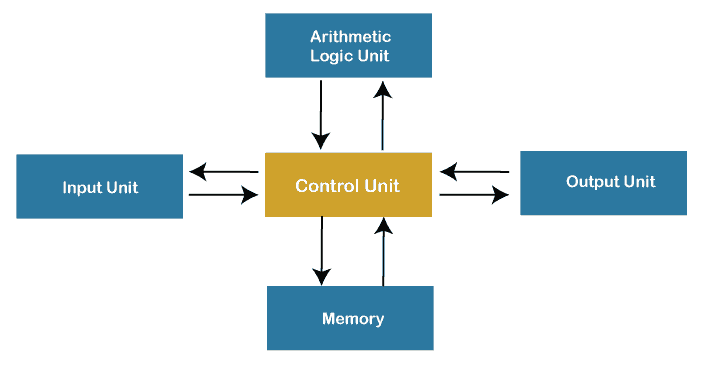 Arithmetic
Logic Unit
Input Unit
Control Unit
Output Unit
Memory